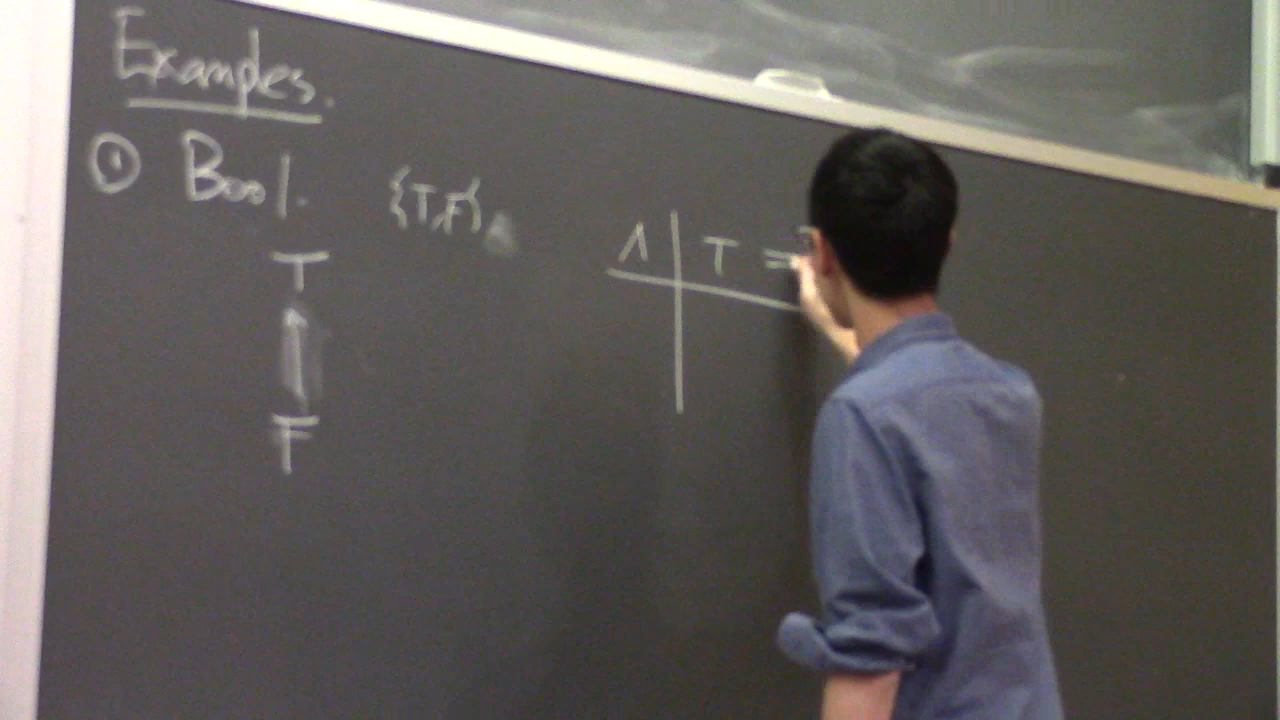 Examples.
① Bool. {T,F}
T
F
∧ T =